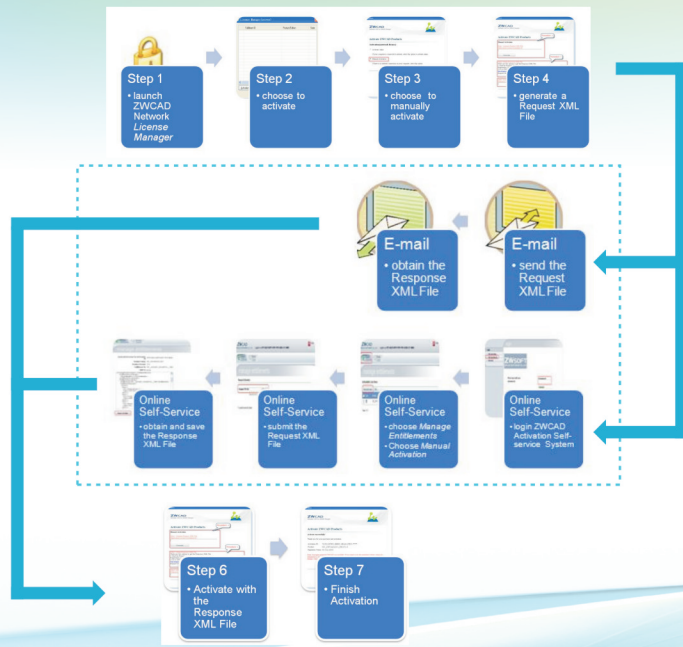 Step 1
• launch
ZWCAD
Network
License
Manager
Step 2
• choose to
activate
Step 3
• choose to
manually
activate
Step 4
• generate a
Request XML
File
E-mail
• obtain the
Response
XML File
E-mail
• send the
Request
XML File
Online
Self-Service
• obtain and save
the Response
XML File
Online
Self-Service
• submit the
Request XML
File
Online
Self-Service
• choose Manage
Entitlements
• Choose Manual
Activation
Online
Self-Service
• login ZWCAD
Activation Self-
service System
Step 6
• Activate with
the
Response
XML File
Step 7
• Finish
Activation